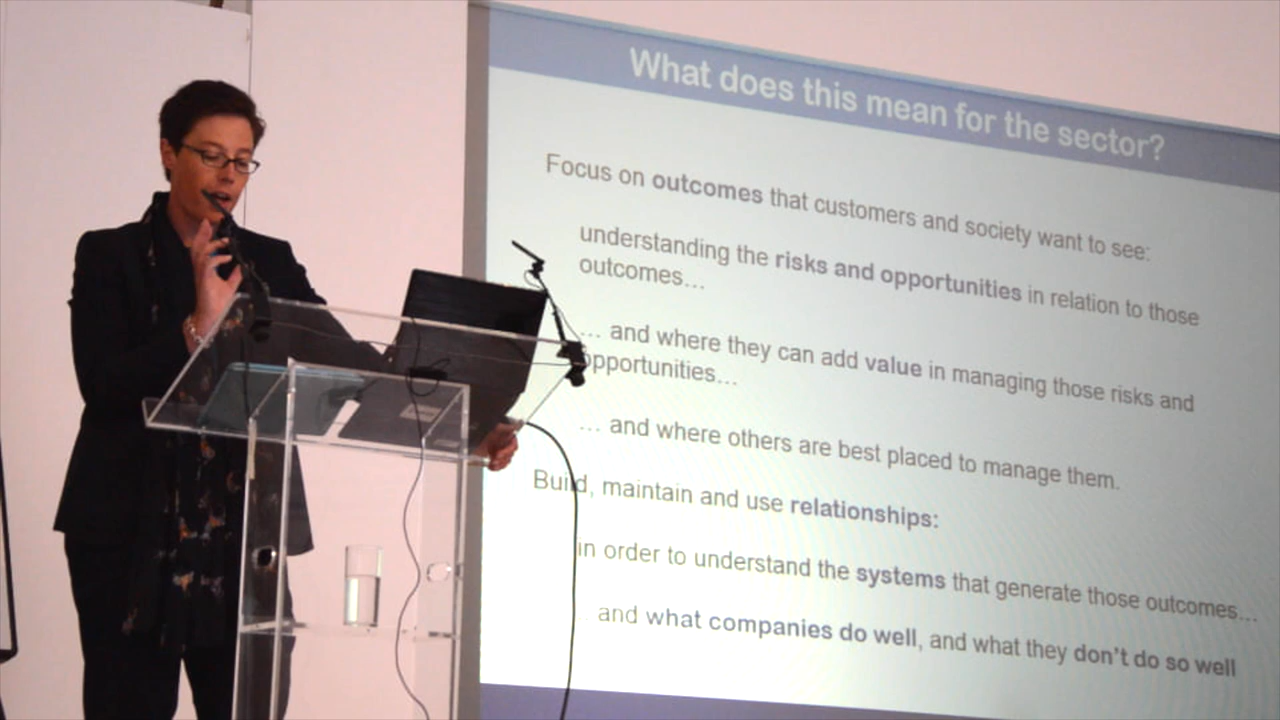 What does this mean for the sector?
Focus on outcomes that customers and society want to see:
understanding the risks and opportunities in relation to those
outcomes…
… and where they can add value in managing those risks and
opportunities…
… and where others are best placed to manage them.
Build, maintain and use relationships:
in order to understand the systems that generate those outcomes…
and what companies do well, and what they don't do so well